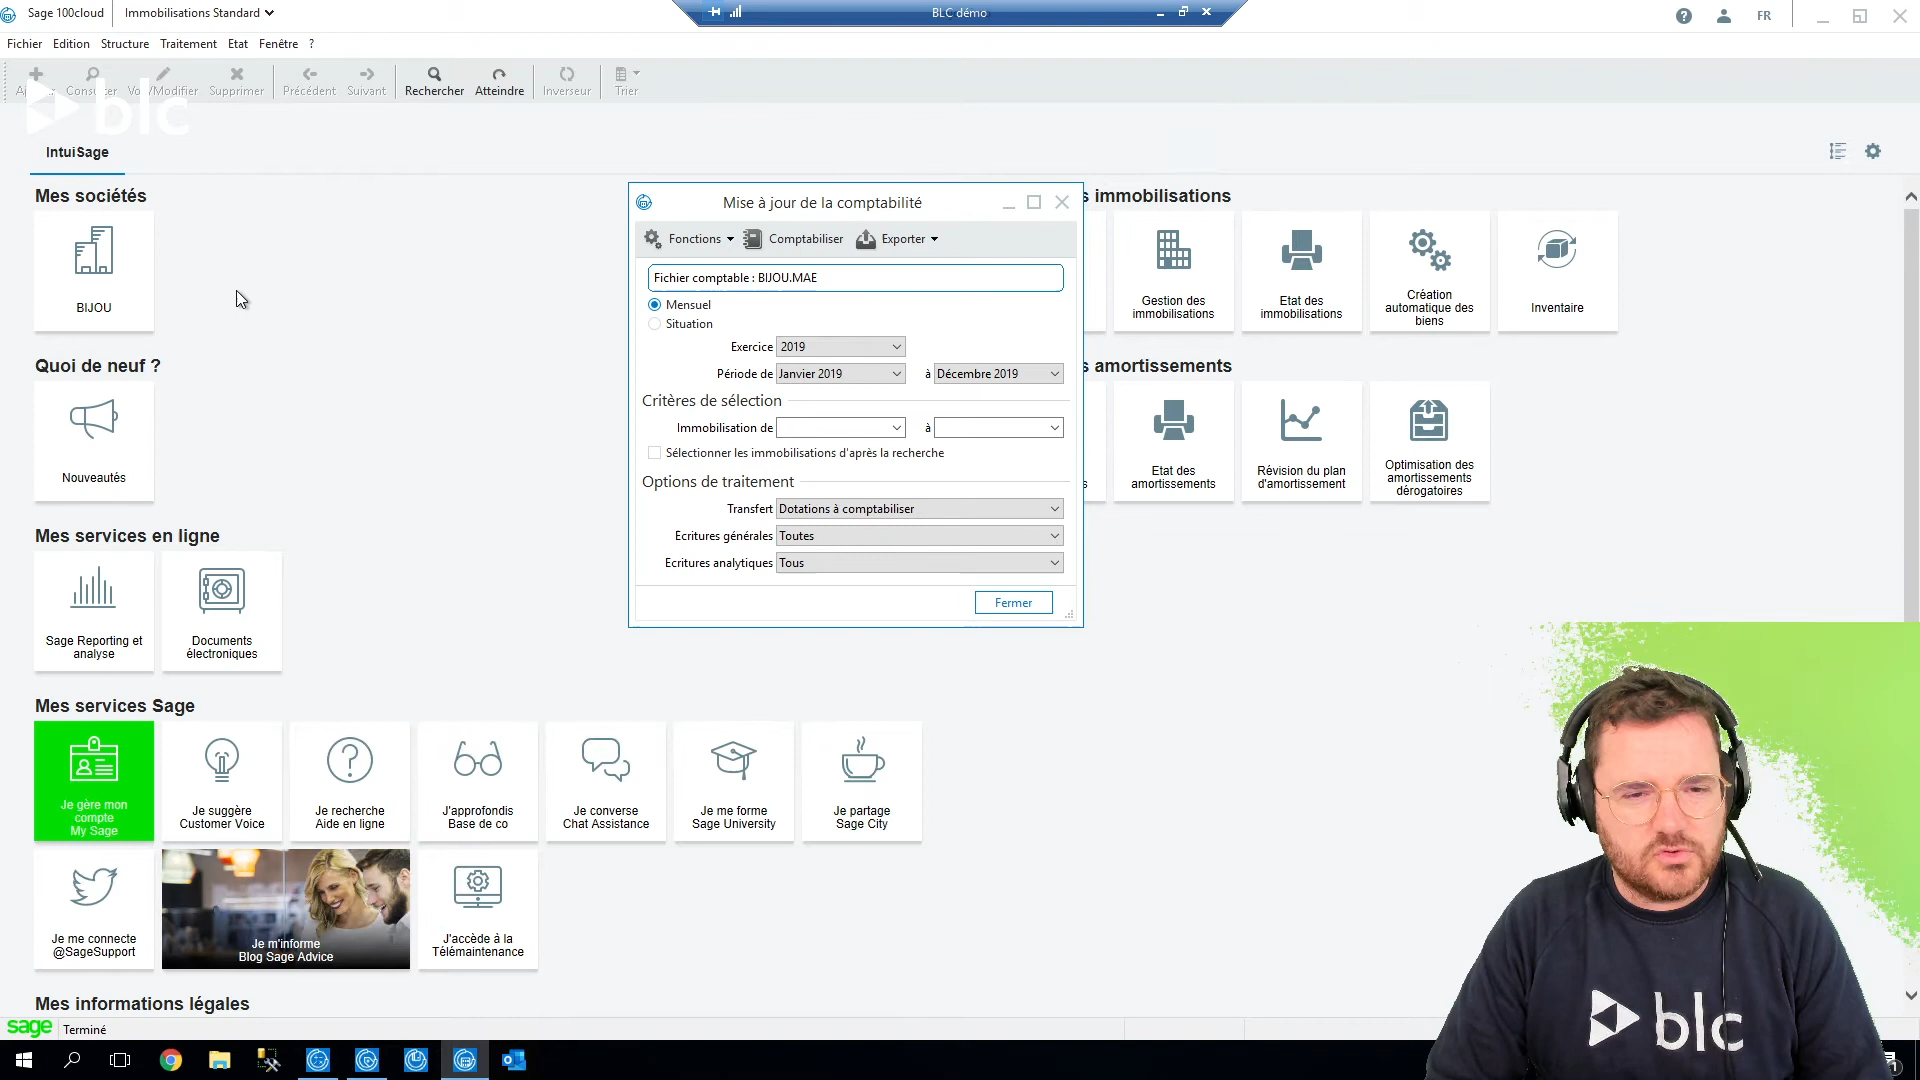 Sage 100cloud
Immobilisations Standard
BLC démo
FR
Fichier Edition Structure Traitement Etat Fenêtre ?
Consulter Voir/Modifier Supprimer Précédent Suivant Rechercher Atteindre Inverseur Trier
blc
IntuiSage
Mes sociétés
BIJOU
Quoi de neuf ?
Nouveautés
Mes services en ligne
Sage Reporting et
analyse
Documents
électroniques
Mes services Sage
Je gère mon
compte
My Sage
Je suggère
Customer Voice
Je recherche
Aide en ligne
J'approfondis
Base de co
Je converse
Chat Assistance
Je me forme
Sage University
Je partage
Sage City
Je me connecte
@SageSupport
Je m'informe
Blog Sage Advice
J'accède à la
Télémaintenance
Mes informations légales
Mise à jour de la comptabilité
Fonctions Comptabiliser Exporter
Fichier comptable : BIJOU.MAE
Mensuel
Situation
Exercice 2019
Période de Janvier 2019 à Décembre 2019
Critères de sélection
Immobilisation de à
Sélectionner les immobilisations d'après la recherche
Options de traitement
Transfert Dotations à comptabiliser
Ecritures générales Toutes
Ecritures analytiques Tous
Fermer
s immobilisations
Gestion des
immobilisations
Etat des
immobilisations
Création
automatique des
biens
Inventaire
s amortissements
s
Etat des
amortissements
Révision du plan
d'amortissement
Optimisation des
amortissements
dérogatoires
sage
Terminé
blc
1